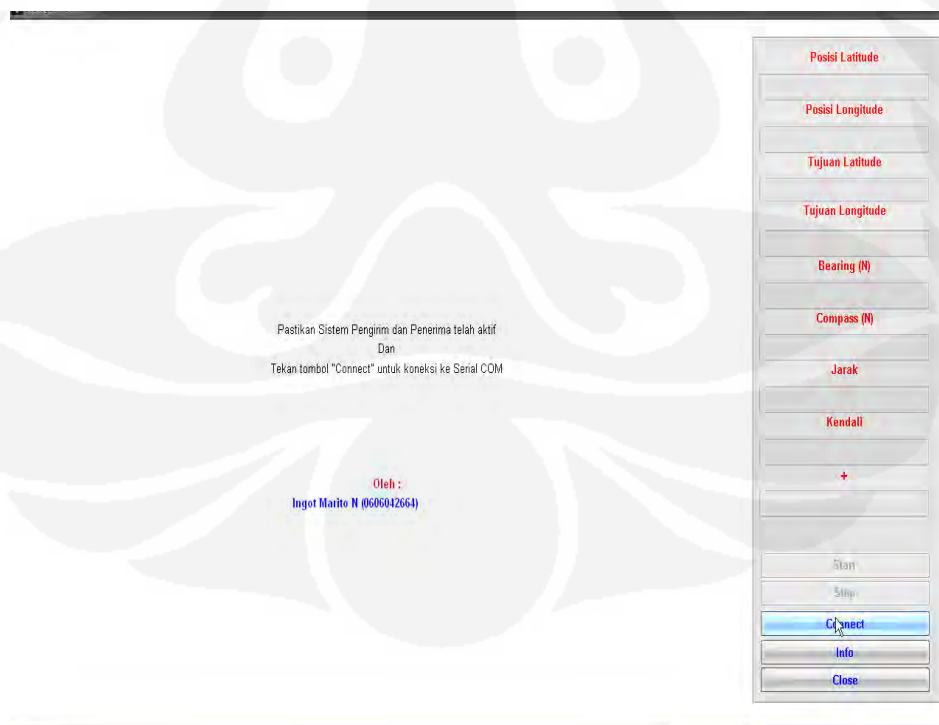 Pastikan Sistem Pengirim dan Penerima telah aktif
Dan
Tekan tombol "Connect" untuk koneksi ke Serial COM
Oleh :
Ingot Marito N (0606042664)
Posisi Latitude
Posisi Longitude
Tujuan Latitude
Tujuan Longitude
Bearing (N)
Compass (N)
Jarak
Kendali
+
Start
Stop
Connect
Info
Close